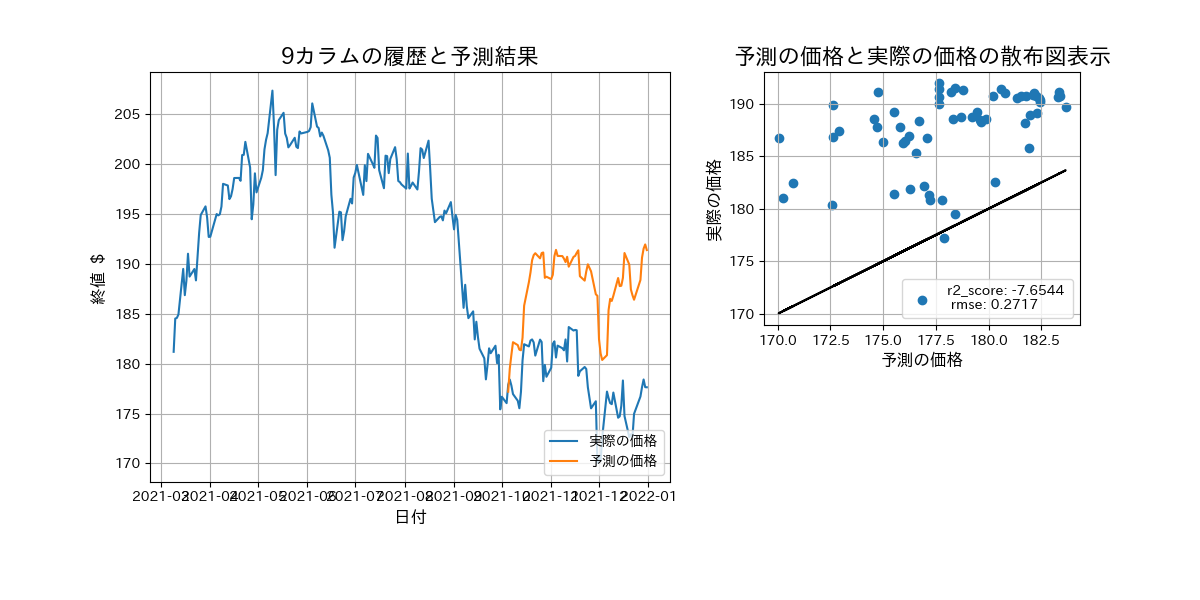 9カラムの履歴と予測結果
終値 $
205
200
195
190
185
180
175
170
実際の価格
予測の価格
2021-03 2021-04 2021-05 2021-06 2021-07 2021-08 2021-09 2021-10 2021-11 2021-12 2022-01
日付
予測の価格と実際の価格の散布図表示
実際の価格
190
185
180
175
170
r2_score: -7.6544
rmse: 0.2717
170.0 172.5 175.0 177.5 180.0 182.5
予測の価格